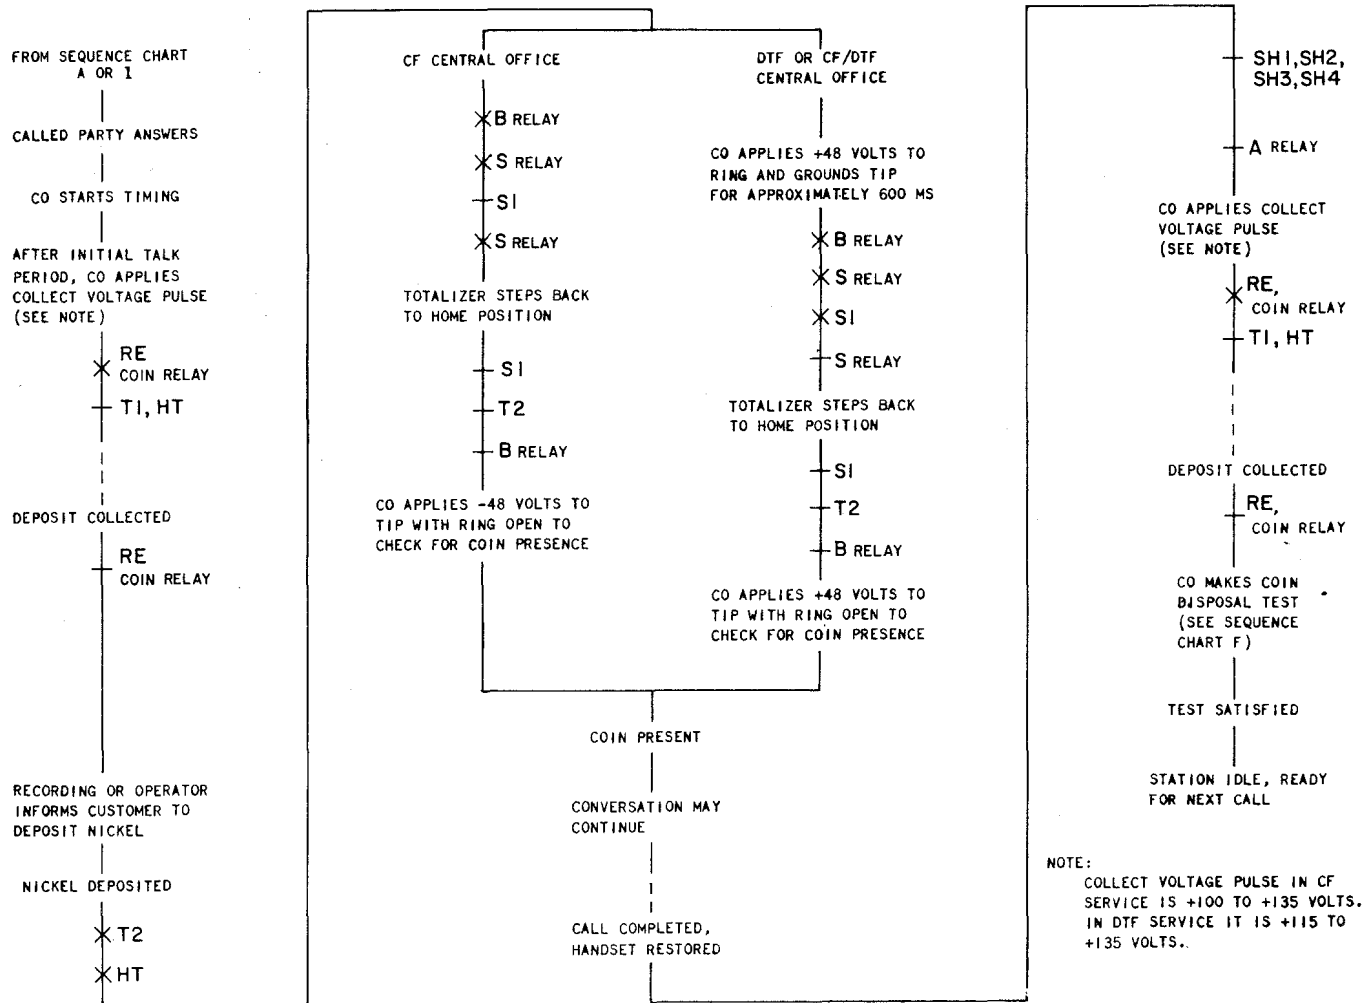 FROM SEQUENCE CHART
A OR 1
CALLED PARTY ANSWERS
CO STARTS TIMING
AFTER INITIAL TALK
PERIOD, CO APPLIES
COLLECT VOLTAGE PULSE
(SEE NOTE)
RE
COIN RELAY
T1, HT
DEPOSIT COLLECTED
RE
COIN RELAY
RECORDING OR OPERATOR
INFORMS CUSTOMER TO
DEPOSIT NICKEL
NICKEL DEPOSITED
T2
HT
CF CENTRAL OFFICE
B RELAY
S RELAY
S1
S RELAY
TOTALIZER STEPS BACK
TO HOME POSITION
S1
T2
B RELAY
CO APPLIES -48 VOLTS TO
TIP WITH RING OPEN TO
CHECK FOR COIN PRESENCE
DTF OR CF/DTF
CENTRAL OFFICE
CO APPLIES +48 VOLTS TO
RING AND GROUNDS TIP
FOR APPROXIMATELY 600 MS
B RELAY
S RELAY
S1
S RELAY
TOTALIZER STEPS BACK
TO HOME POSITION
S1
T2
B RELAY
CO APPLIES +48 VOLTS TO
TIP WITH RING OPEN TO
CHECK FOR COIN PRESENCE
COIN PRESENT
CONVERSATION MAY
CONTINUE
CALL COMPLETED,
HANDSET RESTORED
SH1,SH2,
SH3,SH4
A RELAY
CO APPLIES COLLECT
VOLTAGE PULSE
(SEE NOTE)
RE,
COIN RELAY
T1, HT
DEPOSIT COLLECTED
RE,
COIN RELAY
CO MAKES COIN
DISPOSAL TEST
(SEE SEQUENCE
CHART F)
TEST SATISFIED
STATION IDLE, READY
FOR NEXT CALL
NOTE:
COLLECT VOLTAGE PULSE IN CF
SERVICE IS +100 TO +135 VOLTS.
IN DTF SERVICE IT IS +115 TO
+135 VOLTS.